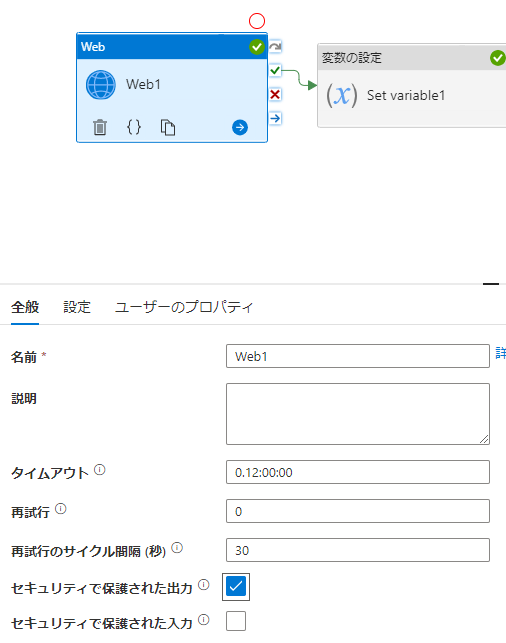 Web
Web1
変数の設定
(x) Set variable1
全般 設定 ユーザーのプロパティ
名前 * Web1 詳
説明
タイムアウト 0.12:00:00
再試行 0
再試行のサイクル間隔 (秒) 30
セキュリティで保護された出力
セキュリティで保護された入力